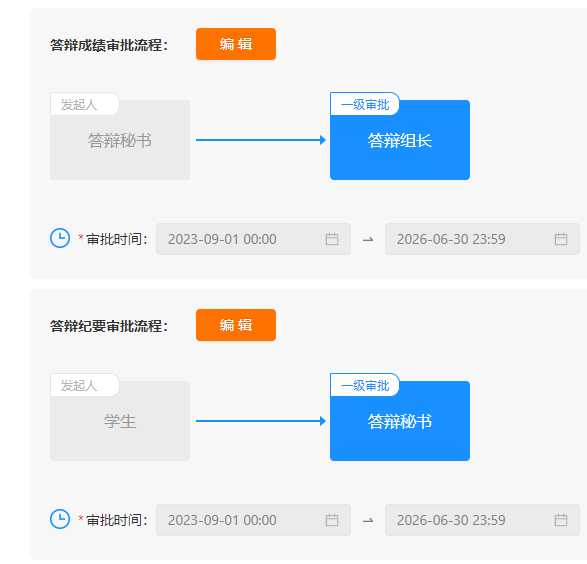 答辩成绩审批流程： 编 辑
发起人 一级审批
答辩秘书 答辩组长
* 审批时间： 2023-09-01 00:00 ⇀ 2026-06-30 23:59
答辩纪要审批流程： 编 辑
发起人 一级审批
学生 答辩秘书
* 审批时间： 2023-09-01 00:00 ⇀ 2026-06-30 23:59